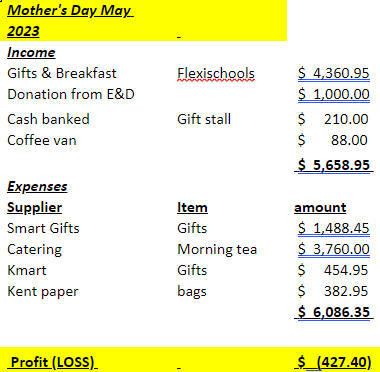 Mother's Day May
2023 -
Income
Gifts & Breakfast Flexischools $ 4,360.95
Donation from E&D $ 1,000.00
Cash banked Gift stall $ 210.00
Coffee van $ 88.00
$ 5,658.95
Expenses
Supplier Item amount
Smart Gifts Gifts $ 1,488.45
Catering Morning tea $ 3,760.00
Kmart Gifts $ 454.95
Kent paper bags $ 382.95
$ 6,086.35
Profit (LOSS) - $ (427.40)